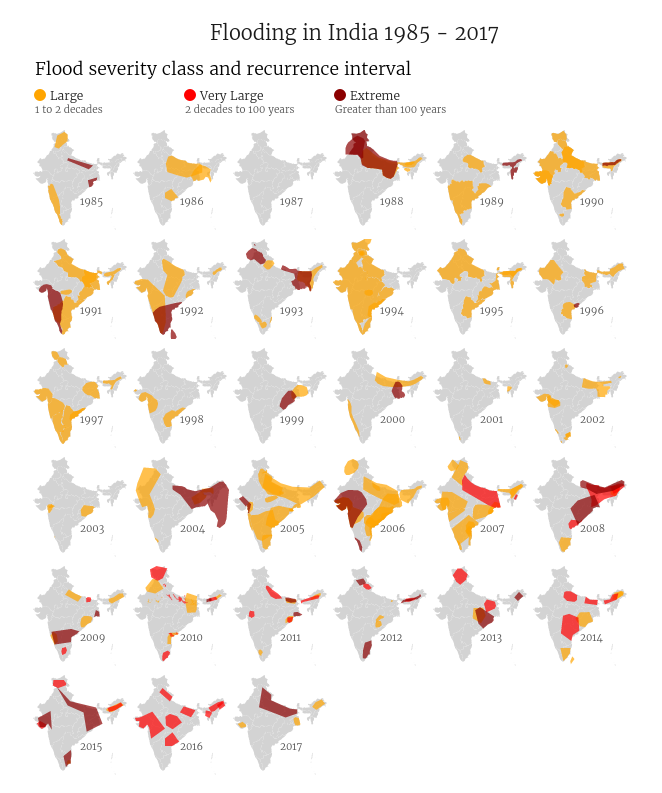 Flooding in India 1985 - 2017
Flood severity class and recurrence interval
Large Very Large Extreme
1 to 2 decades 2 decades to 100 years Greater than 100 years
1985 1986 1987 1988 1989 1990
1991 1992 1993 1994 1995 1996
1997 1998 1999 2000 2001 2002
2003 2004 2005 2006 2007 2008
2009 2010 2011 2012 2013 2014
2015 2016 2017